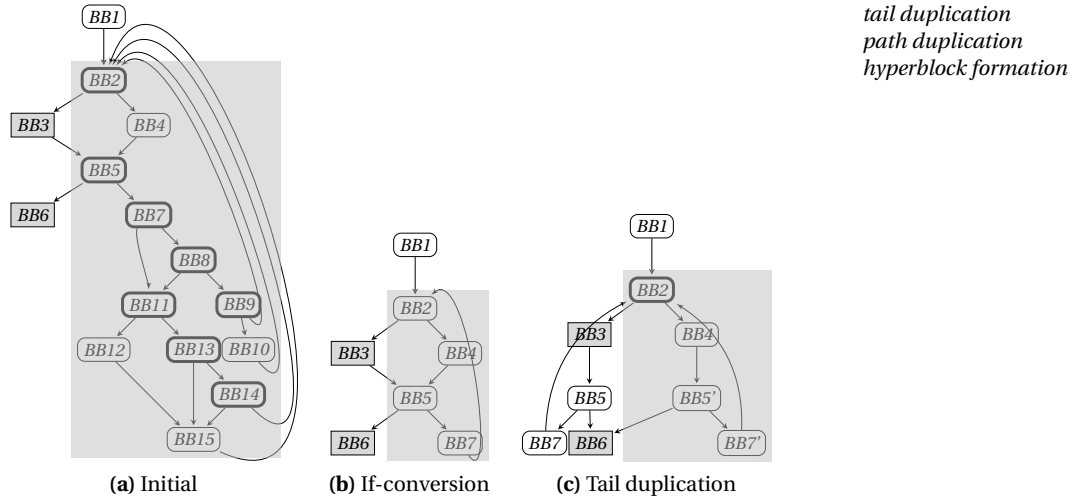 tail duplication
path duplication
hyperblock formation
BB1
BB2
BB3
BB4
BB5
BB6
BB7
BB8
BB11
BB9
BB12
BB13
BB10
BB14
BB15
(a) Initial
BB1
BB2
BB3
BB4
BB5
BB6
BB7
(b) If-conversion
BB1
BB2
BB3
BB4
BB5
BB5'
BB7
BB6
BB7'
(c) Tail duplication